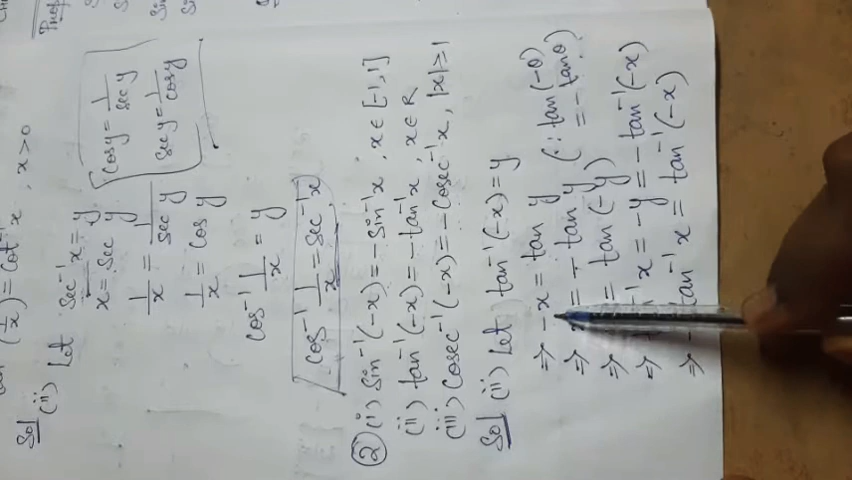 (1/x) = cot⁻¹ x , x > 0
Sol (ii) Let sec⁻¹x = y
x = sec y
1/x = 1/sec y
1/x = cos y
cos⁻¹ 1/x = y
cos⁻¹ 1/x = sec⁻¹x
cos y = 1/sec y
sec y = 1/cos y
② (i) sin⁻¹(-x) = -sin⁻¹x , x ∈ [-1,1]
(ii) tan⁻¹(-x) = -tan⁻¹x , x ∈ R
(iii) Cosec⁻¹(-x) = -Cosec⁻¹x , |x| ≥ 1
Sol (ii) Let tan⁻¹(-x) = y
⇒ -x = tan y
⇒ = -tan y (∵ tan(-θ)
= -tanθ)
⇒ = tan(-y)
⇒ ⁻¹x = -y = -tan⁻¹(-x)
⇒ -tan⁻¹x = tan⁻¹(-x)